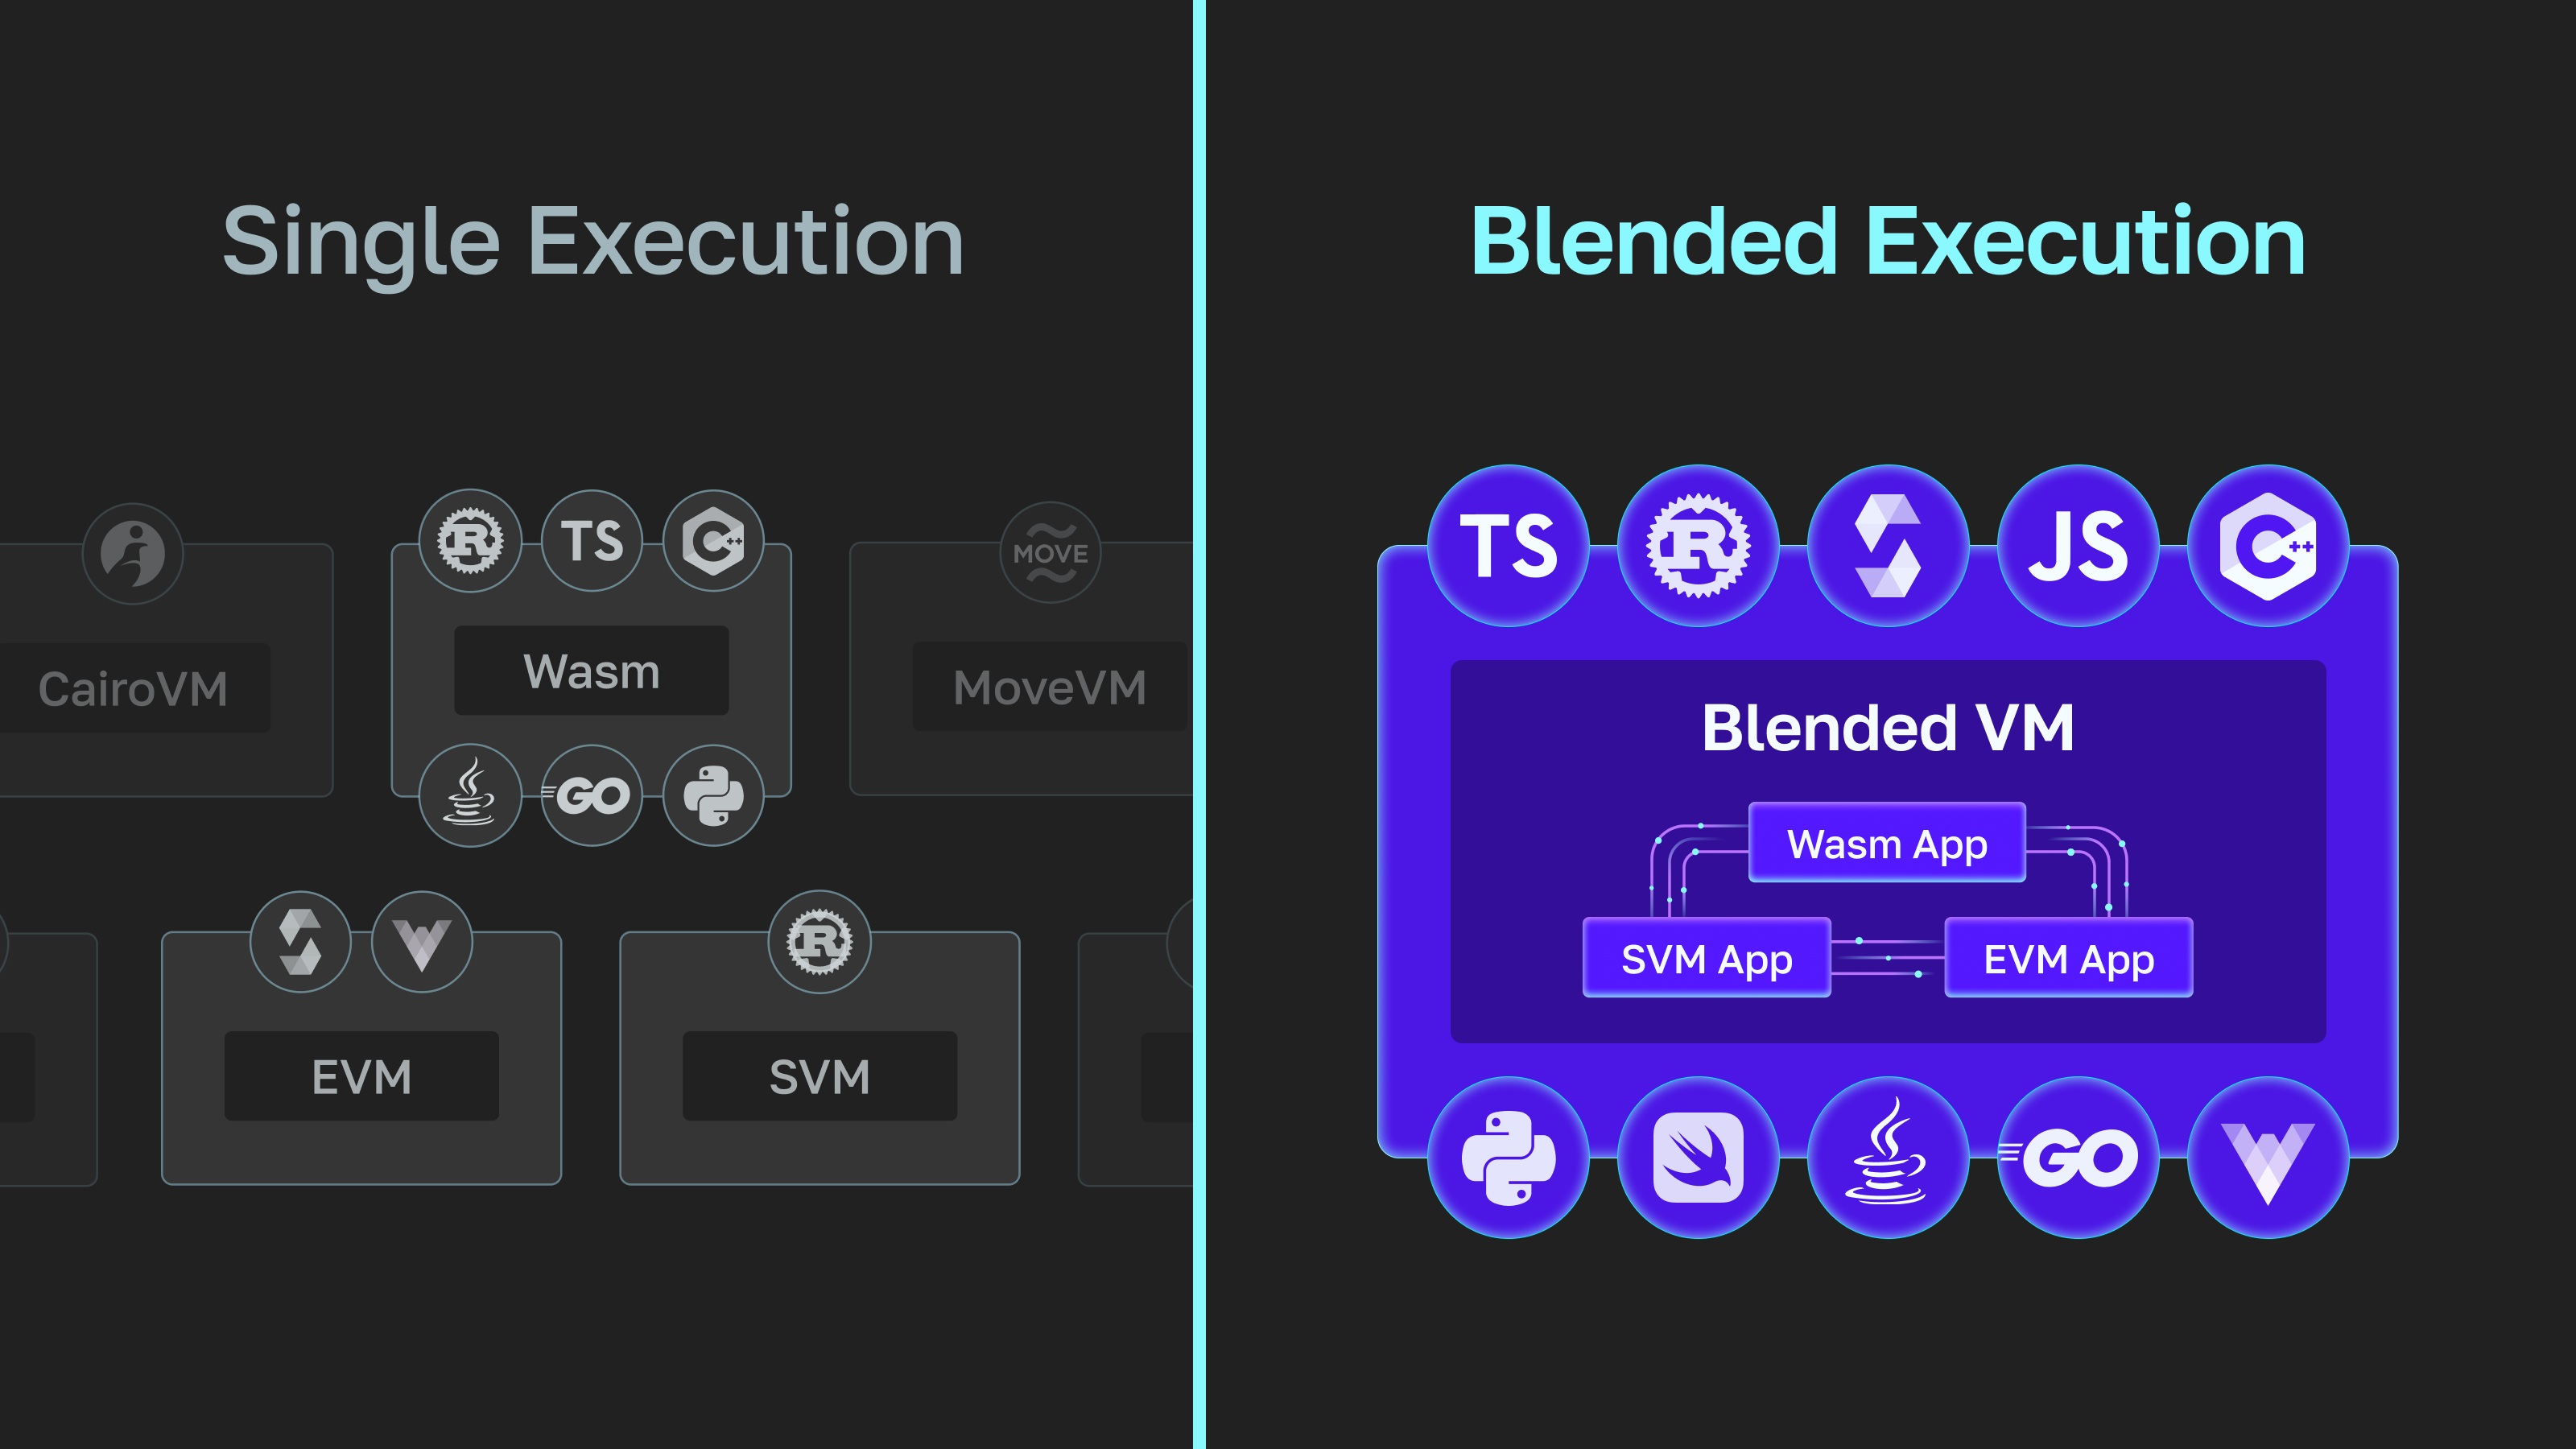 Single Execution
CairoVM
R
TS
C++
Wasm
GO
MOVE
MoveVM
EVM
R
SVM
Blended Execution
TS
R
JS
C++
Blended VM
Wasm App
SVM App
EVM App
GO